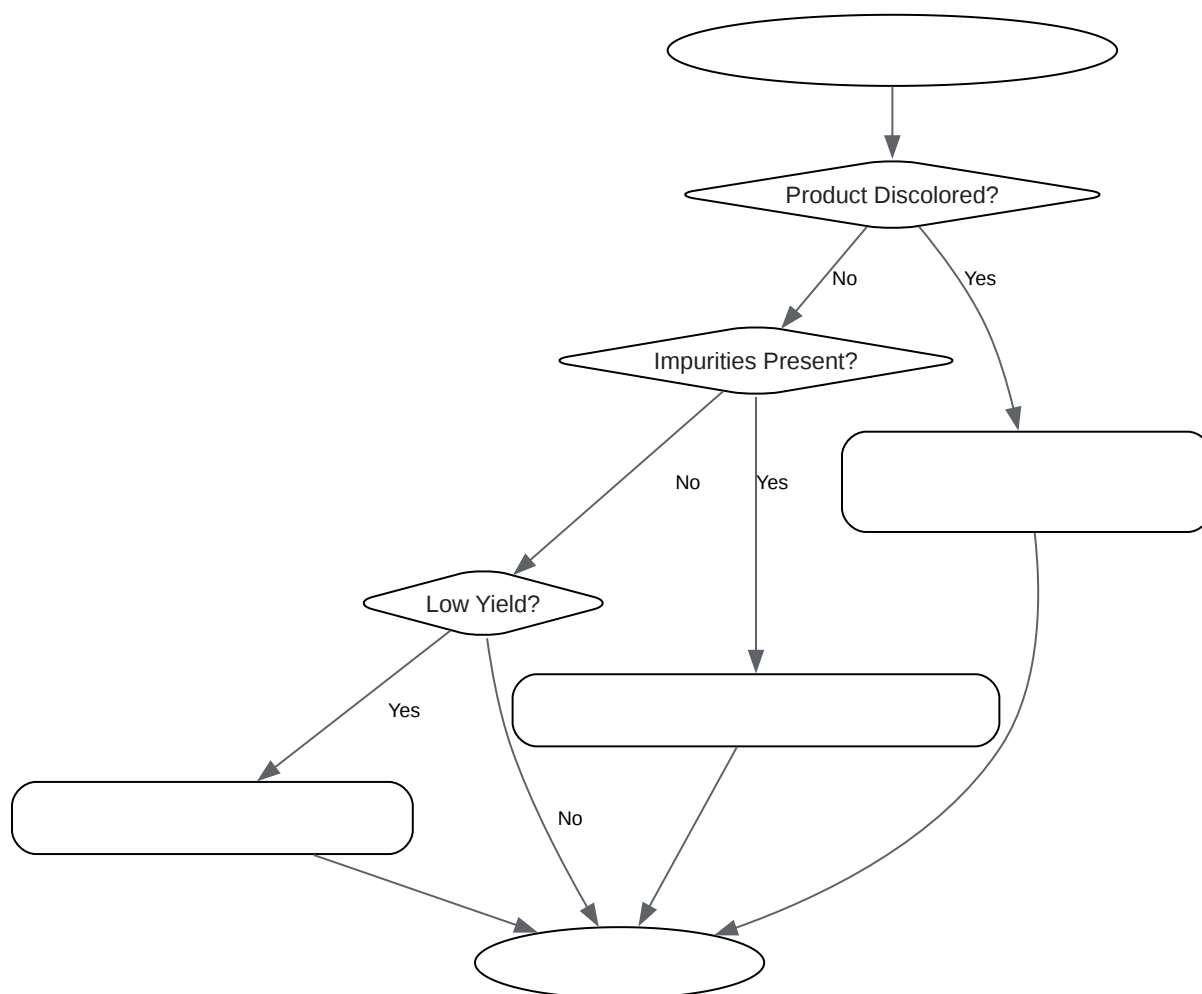 Product Discolored?
No
Yes
Impurities Present?
No
Yes
Low Yield?
Yes
No